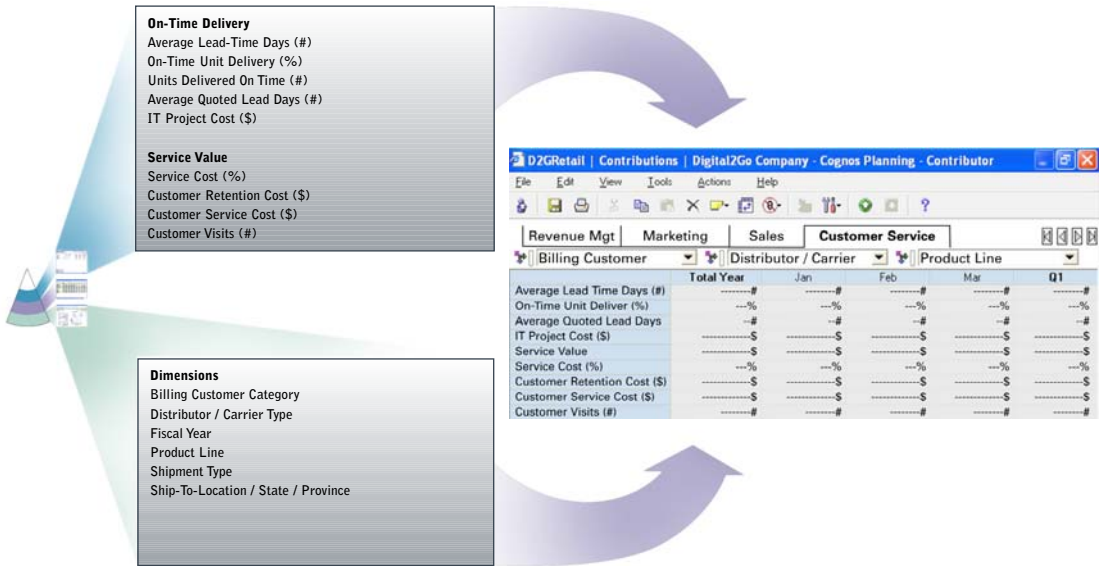 On-Time Delivery
Average Lead-Time Days (#)
On-Time Unit Delivery (%)
Units Delivered On Time (#)
Average Quoted Lead Days (#)
IT Project Cost ($)
Service Value
Service Cost (%)
Customer Retention Cost ($)
Customer Service Cost ($)
Customer Visits (#)
Dimensions
Billing Customer Category
Distributor / Carrier Type
Fiscal Year
Product Line
Shipment Type
Ship-To-Location / State / Province
D2GRetail | Contributions | Digital2Go Company - Cognos Planning - Contributor
File Edit View Tools Actions Help
Revenue Mgt Marketing Sales Customer Service
Billing Customer Distributor / Carrier Product Line
Total Year Jan Feb Mar Q1
Average Lead Time Days (#) --------# --------# --------# --------# --------#
On-Time Unit Deliver (%) ---% ---% ---% ---% ---%
Average Quoted Lead Days --# --# --# --# --#
IT Project Cost ($) ------------$ ------------$ ------------$ ------------$ ------------$
Service Value ------------$ ------------$ ------------$ ------------$ ------------$
Service Cost (%) ---% ---% ---% ---% ---%
Customer Retention Cost ($) ------------$ ------------$ ------------$ ------------$ ------------$
Customer Service Cost ($) ------------$ ------------$ ------------$ ------------$ ------------$
Customer Visits (#) --------# --------# --------# --------# --------#